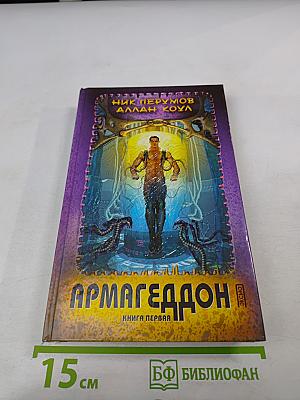 НИК ПЕРУМОВ
АЛЛАН КОУЛ
АРМАГЕДДОН
КНИГА ПЕРВАЯ
15 см
БФ БИБЛИОФАН